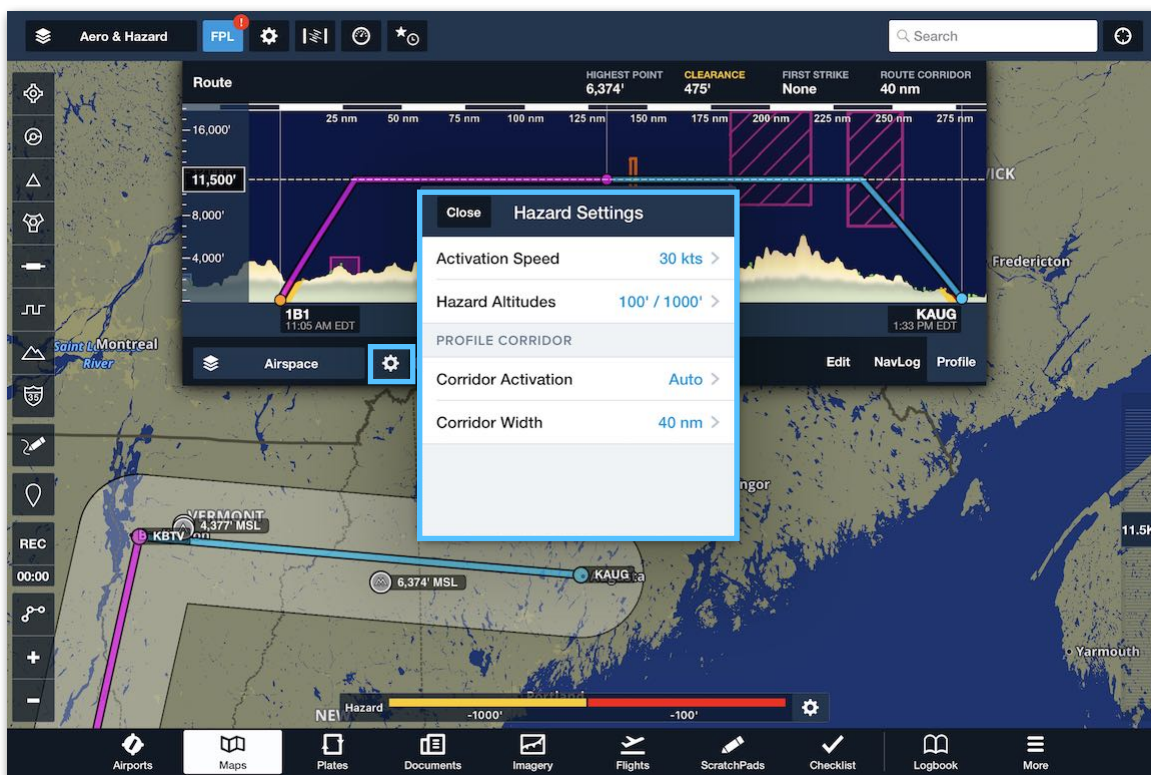 Aero & Hazard
FPL
!
Search
Route
HIGHEST POINT
6,374'
CLEARANCE
475'
FIRST STRIKE
None
ROUTE CORRIDOR
40 nm
25 nm 50 nm 75 nm 100 nm 125 nm 150 nm 175 nm 200 nm 225 nm 250 nm 275 nm
16,000'
11,500'
8,000'
4,000'
1B1
11:05 AM EDT
KAUG
1:33 PM EDT
Airspace
Edit NavLog Profile
Close Hazard Settings
Activation Speed 30 kts
Hazard Altitudes 100' / 1000'
PROFILE CORRIDOR
Corridor Activation Auto
Corridor Width 40 nm
35
REC
00:00
Montreal
River
Fredericton
VERMONT
4,377' MSL
KBTV
6,374' MSL
KAUG
11.5K
Yarmouth
Portland
Hazard -1000' -100'
Airports Maps Plates Documents Imagery Flights ScratchPads Checklist Logbook More